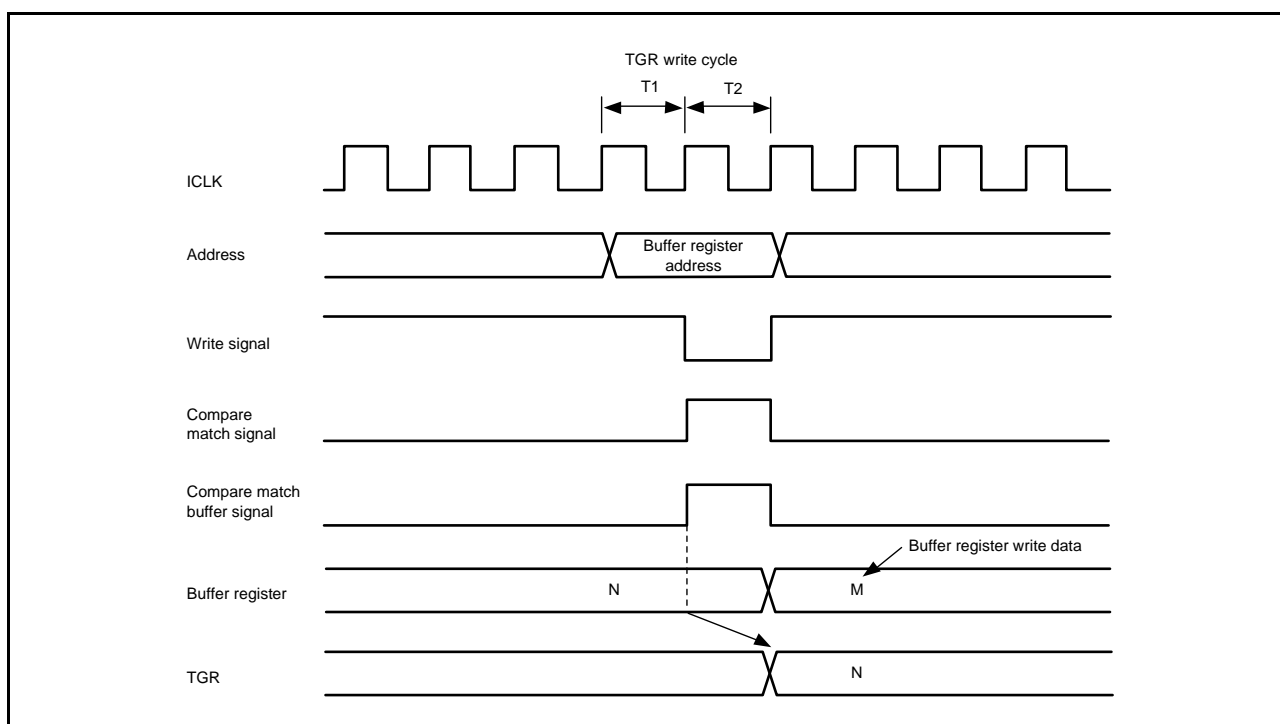 TGR write cycle
T1
T2
ICLK
Address
Buffer register
address
Write signal
Compare
match signal
Compare match
buffer signal
Buffer register write data
Buffer register
N
M
TGR
N